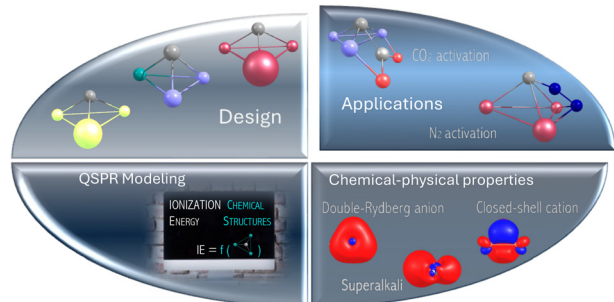 Design
CO2 activation
Applications
N2 activation
QSPR Modeling
IONIZATION CHEMICAL
ENERGY STRUCTURES
IE = f ( )
Chemical-physical properties
Double-Rydberg anion Closed-shell cation
Superalkali